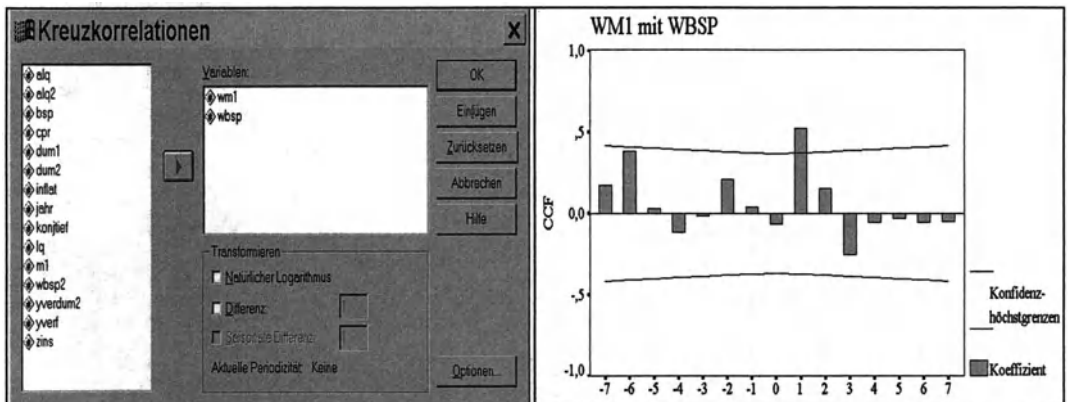 Kreuzkorrelationen
alq
alq2
bsp
cpr
dum1
dum2
inflat
jahr
konjtief
lq
m1
wbsp2
yverdum2
yverf
zins
Variablen:
wm1
wbsp
OK
Einfügen
Zurücksetzen
Abbrechen
Hilfe
Transformieren
Natürlicher Logarithmus
Differenz:
Saisonale Differenz:
Aktuelle Periodizität: Keine
Optionen...
WM1 mit WBSP
1,0
,5
0,0
-,5
-1,0
CCF
-7 -6 -5 -4 -3 -2 -1 0 1 2 3 4 5 6 7
Konfidenz-
höchstgrenzen
Koeffizient